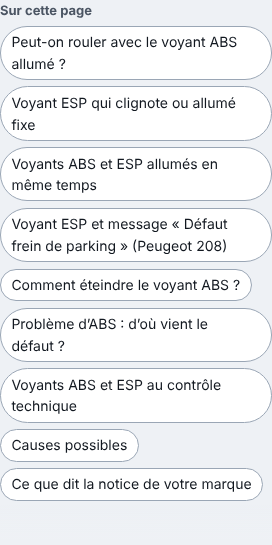 Sur cette page
Peut-on rouler avec le voyant ABS
allumé ?
Voyant ESP qui clignote ou allumé
fixe
Voyants ABS et ESP allumés en
même temps
Voyant ESP et message « Défaut
frein de parking » (Peugeot 208)
Comment éteindre le voyant ABS ?
Problème d’ABS : d’où vient le
défaut ?
Voyants ABS et ESP au contrôle
technique
Causes possibles
Ce que dit la notice de votre marque